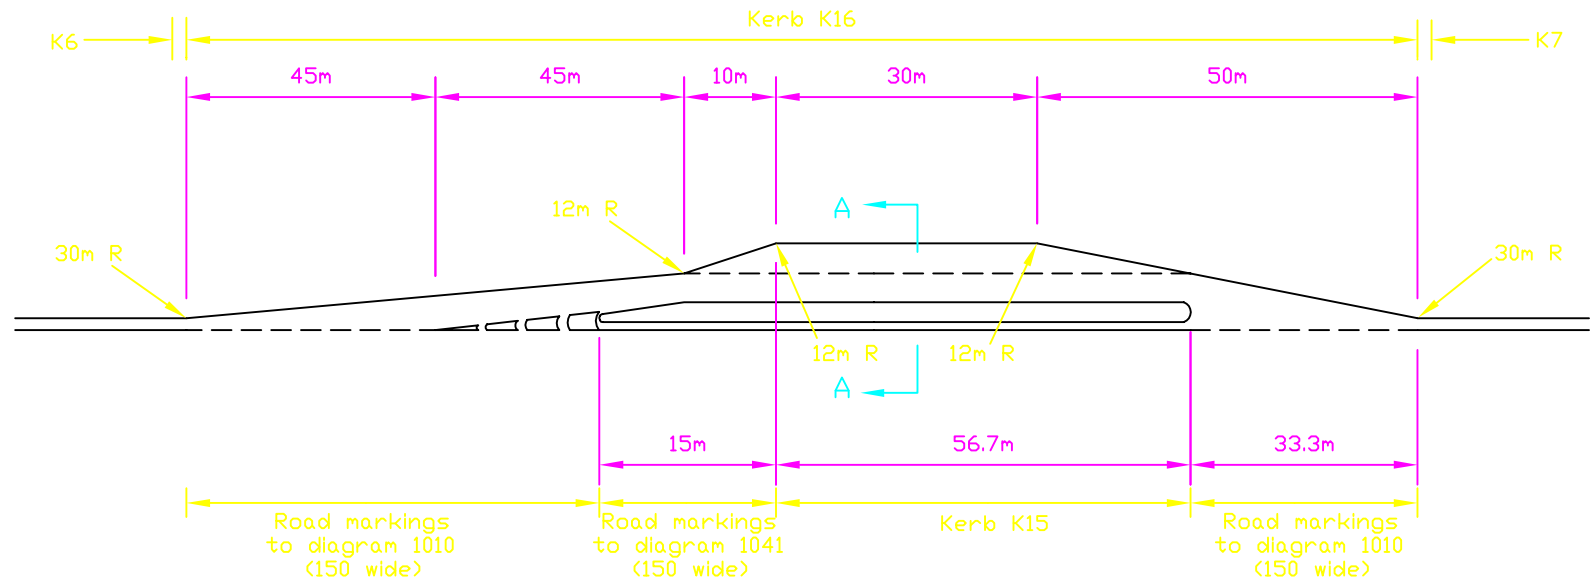 Kerb K16
K6
K7
45m
45m
10m
30m
50m
A
12m R
30m R
30m R
12m R
12m R
A
15m
56.7m
33.3m
Road markings
to diagram 1010
(150 wide)
Road markings
to diagram 1041
(150 wide)
Kerb K15
Road markings
to diagram 1010
(150 wide)